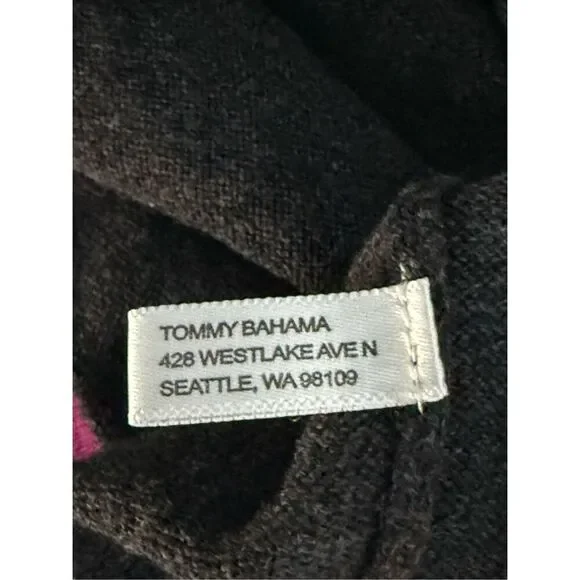 TOMMY BAHAMA
428 WESTLAKE AVE N
SEATTLE, WA 98109